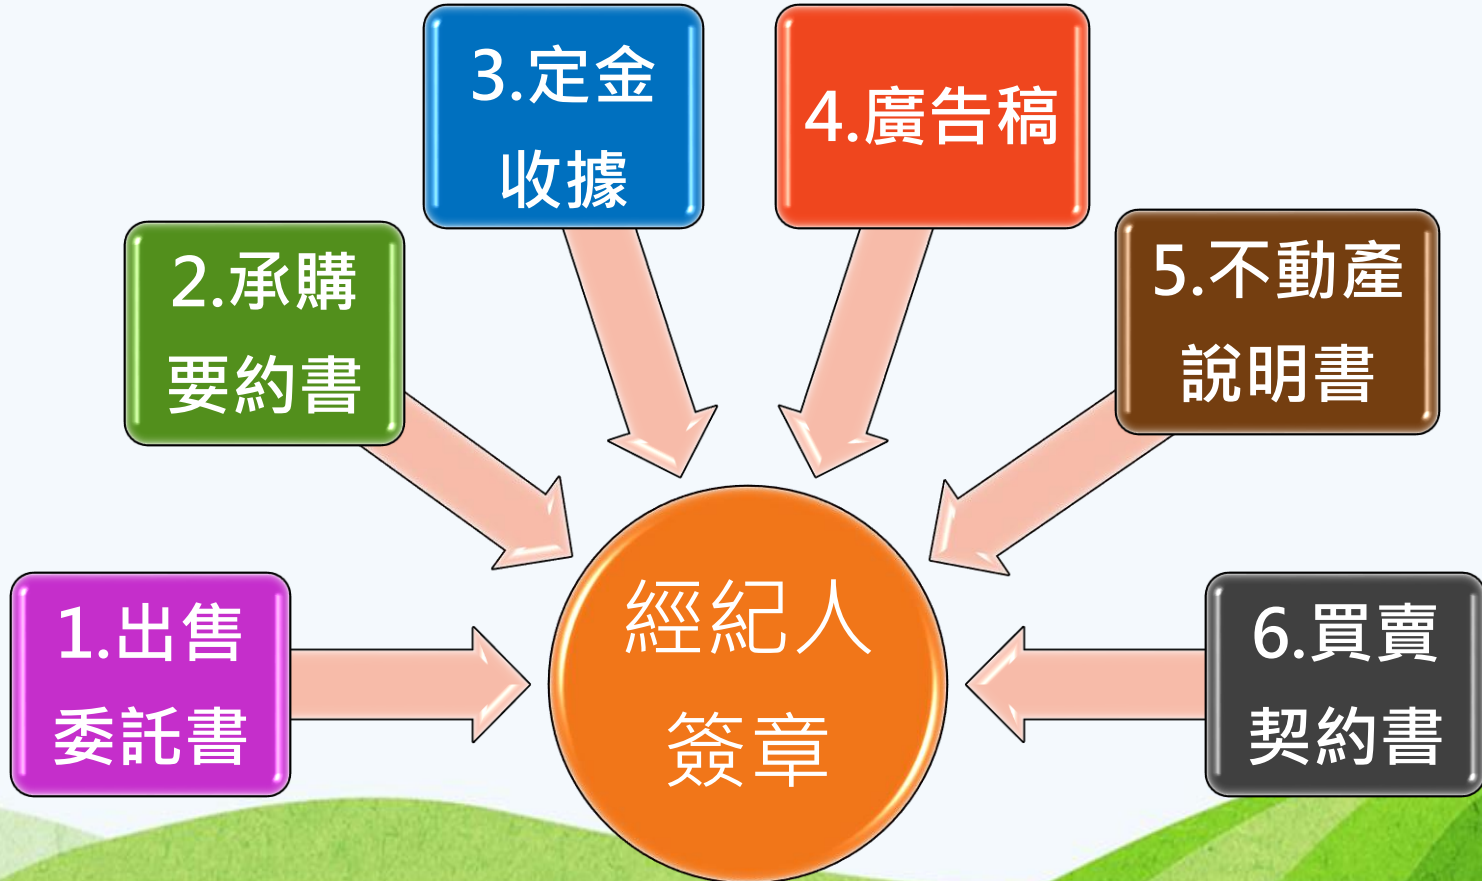 1.出售
委託書
2.承購
要約書
3.定金
收據
4.廣告稿
5.不動產
說明書
6.買賣
契約書
經紀人
簽章